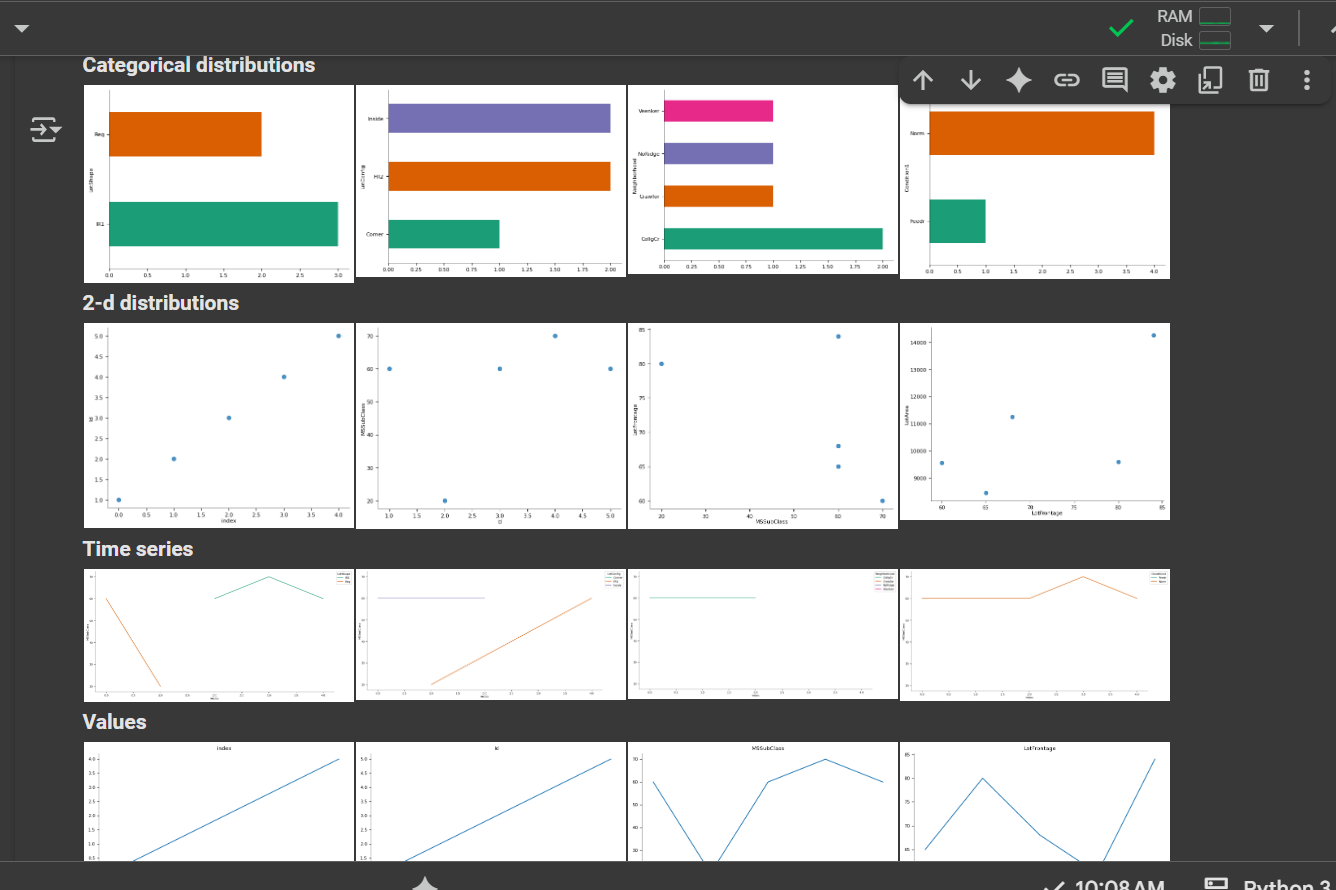 RAM
Disk
Categorical distributions
Reg
IR1
LotShape
0.0 0.5 1.0 1.5 2.0 2.5 3.0
Inside
FR2
Corner
LotConfig
0.00 0.25 0.50 0.75 1.00 1.25 1.50 1.75 2.00
Veenker
NoRidge
Crawfor
CollgCr
Neighborhood
0.00 0.25 0.50 0.75 1.00 1.25 1.50 1.75 2.00
Norm
Feedr
Condition1
0.0 0.5 1.0 1.5 2.0 2.5 3.0 3.5 4.0
2-d distributions
5.0
4.5
4.0
3.5
3.0
2.5
2.0
1.5
1.0
Id
0.0 0.5 1.0 1.5 2.0 2.5 3.0 3.5 4.0
index
70
60
50
40
30
20
MSSubClass
1.0 1.5 2.0 2.5 3.0 3.5 4.0 4.5 5.0
Id
85
80
75
70
65
60
LotFrontage
20 30 40 50 60 70
MSSubClass
14000
13000
12000
11000
10000
9000
LotArea
60 65 70 75 80 85
LotFrontage
Time series
Values
index
4.0
3.5
3.0
2.5
2.0
1.5
1.0
0.5
Id
5.0
4.5
4.0
3.5
3.0
2.5
2.0
1.5
MSSubClass
70
60
50
40
30
LotFrontage
85
80
75
70
65
10:08 AM
Python 3